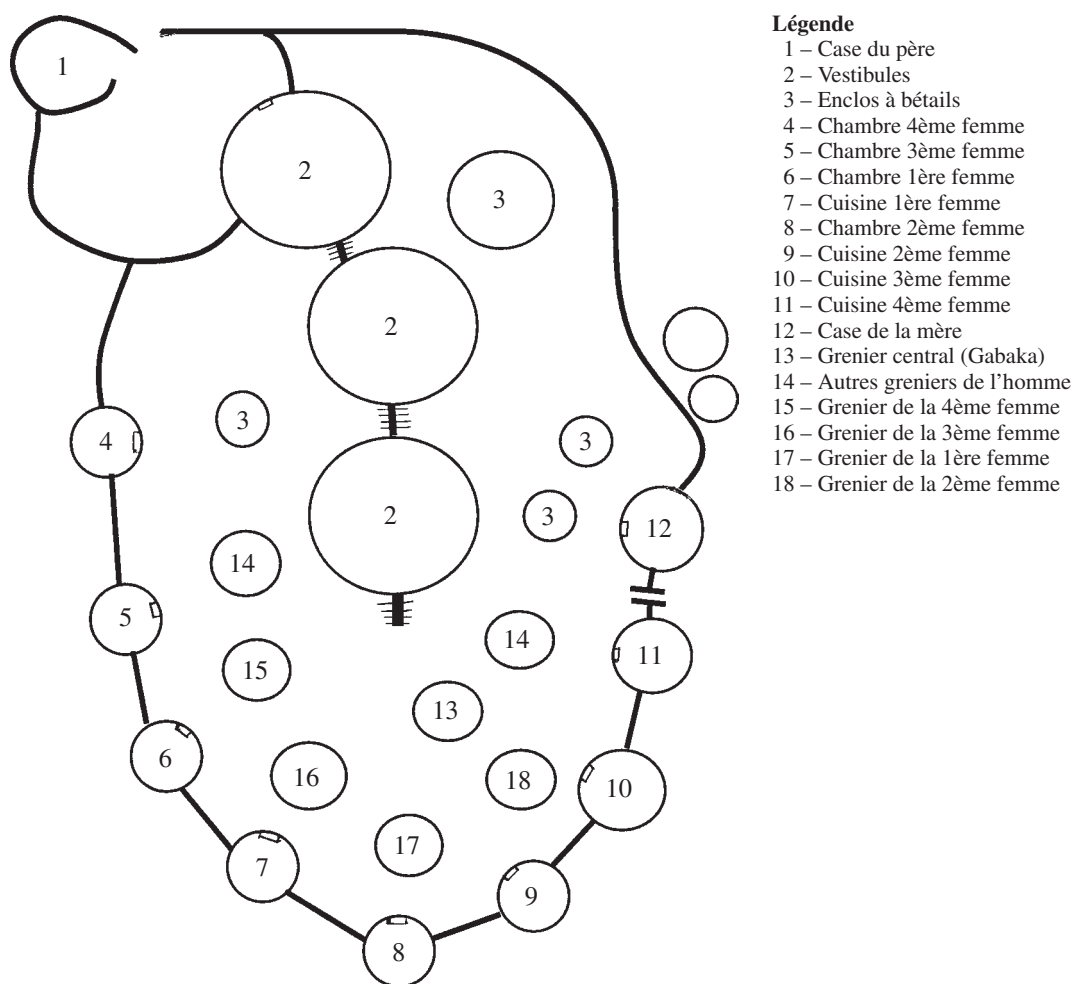 Légende
1 – Case du père
2 – Vestibules
3 – Enclos à bétails
4 – Chambre 4ème femme
5 – Chambre 3ème femme
6 – Chambre 1ère femme
7 – Cuisine 1ère femme
8 – Chambre 2ème femme
9 – Cuisine 2ème femme
10 – Cuisine 3ème femme
11 – Cuisine 4ème femme
12 – Case de la mère
13 – Grenier central (Gabaka)
14 – Autres greniers de l’homme
15 – Grenier de la 4ème femme
16 – Grenier de la 3ème femme
17 – Grenier de la 1ère femme
18 – Grenier de la 2ème femme
1
2
3
2
3
3
4
2
3
12
14
5
14
11
15
13
6
16
18
10
17
7
9
8